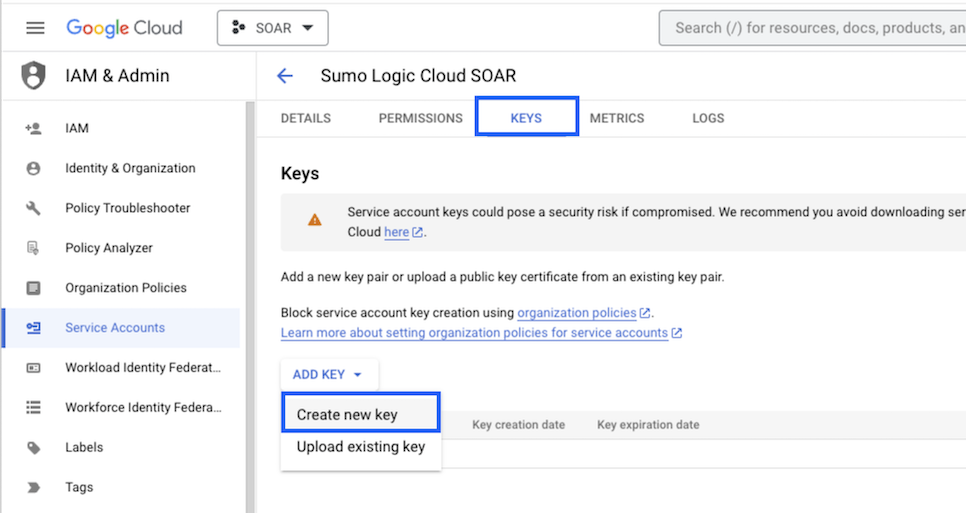 Google Cloud
SOAR
Search (/) for resources, docs, products, an
IAM & Admin
Sumo Logic Cloud SOAR
DETAILS
PERMISSIONS
KEYS
METRICS
LOGS
IAM
Identity & Organization
Policy Troubleshooter
Policy Analyzer
Organization Policies
Service Accounts
Workload Identity Federat...
Workforce Identity Federa...
Labels
Tags
Keys
Service account keys could pose a security risk if compromised. We recommend you avoid downloading ser
Cloud here.
Add a new key pair or upload a public key certificate from an existing key pair.
Block service account key creation using organization policies.
Learn more about setting organization policies for service accounts
ADD KEY
Create new key
Upload existing key
Key creation date
Key expiration date